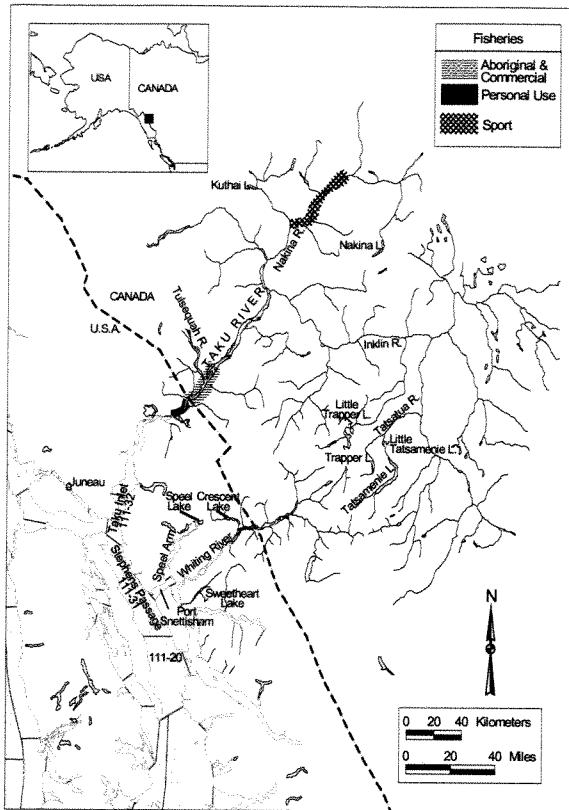 USA
CANADA
Fisheries
Aboriginal &
Commercial
Personal Use
Sport
Kuthai L.
Nakina R.
Nakina L.
CANADA
U.S.A.
Tulsequah R.
TAKU RIVER
Inklin R.
Little
Trapper L.
Tatsatua R.
Trapper L.
Little
Tatsamenie L.
Tatsamenie L.
Juneau
Taku Inlet
111-32
Speel
Lake
Crescent
Lake
Speel Arm
Whiting River
Stephens Passage
111-31
Sweetheart
Lake
Port
Snettisham
111-20
N
0 20 40 Kilometers
0 20 40 Miles